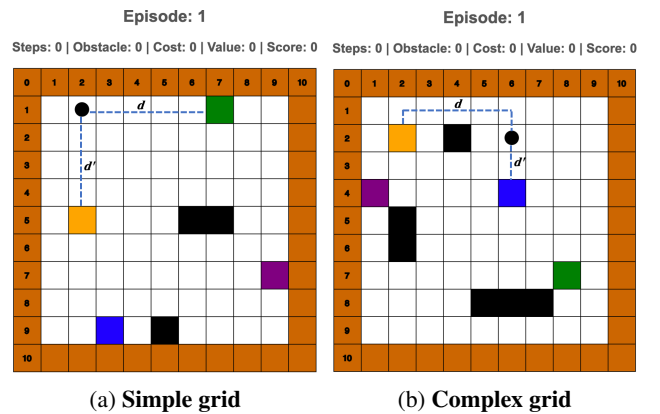 Episode: 1
Steps: 0 | Obstacle: 0 | Cost: 0 | Value: 0 | Score: 0
0 1 2 3 4 5 6 7 8 9 10
1 d
2
3 d'
4
5
6
7
8
9
10
(a) Simple grid
Episode: 1
Steps: 0 | Obstacle: 0 | Cost: 0 | Value: 0 | Score: 0
0 1 2 3 4 5 6 7 8 9 10
1 d
2
3 d'
4
5
6
7
8
9
10
(b) Complex grid